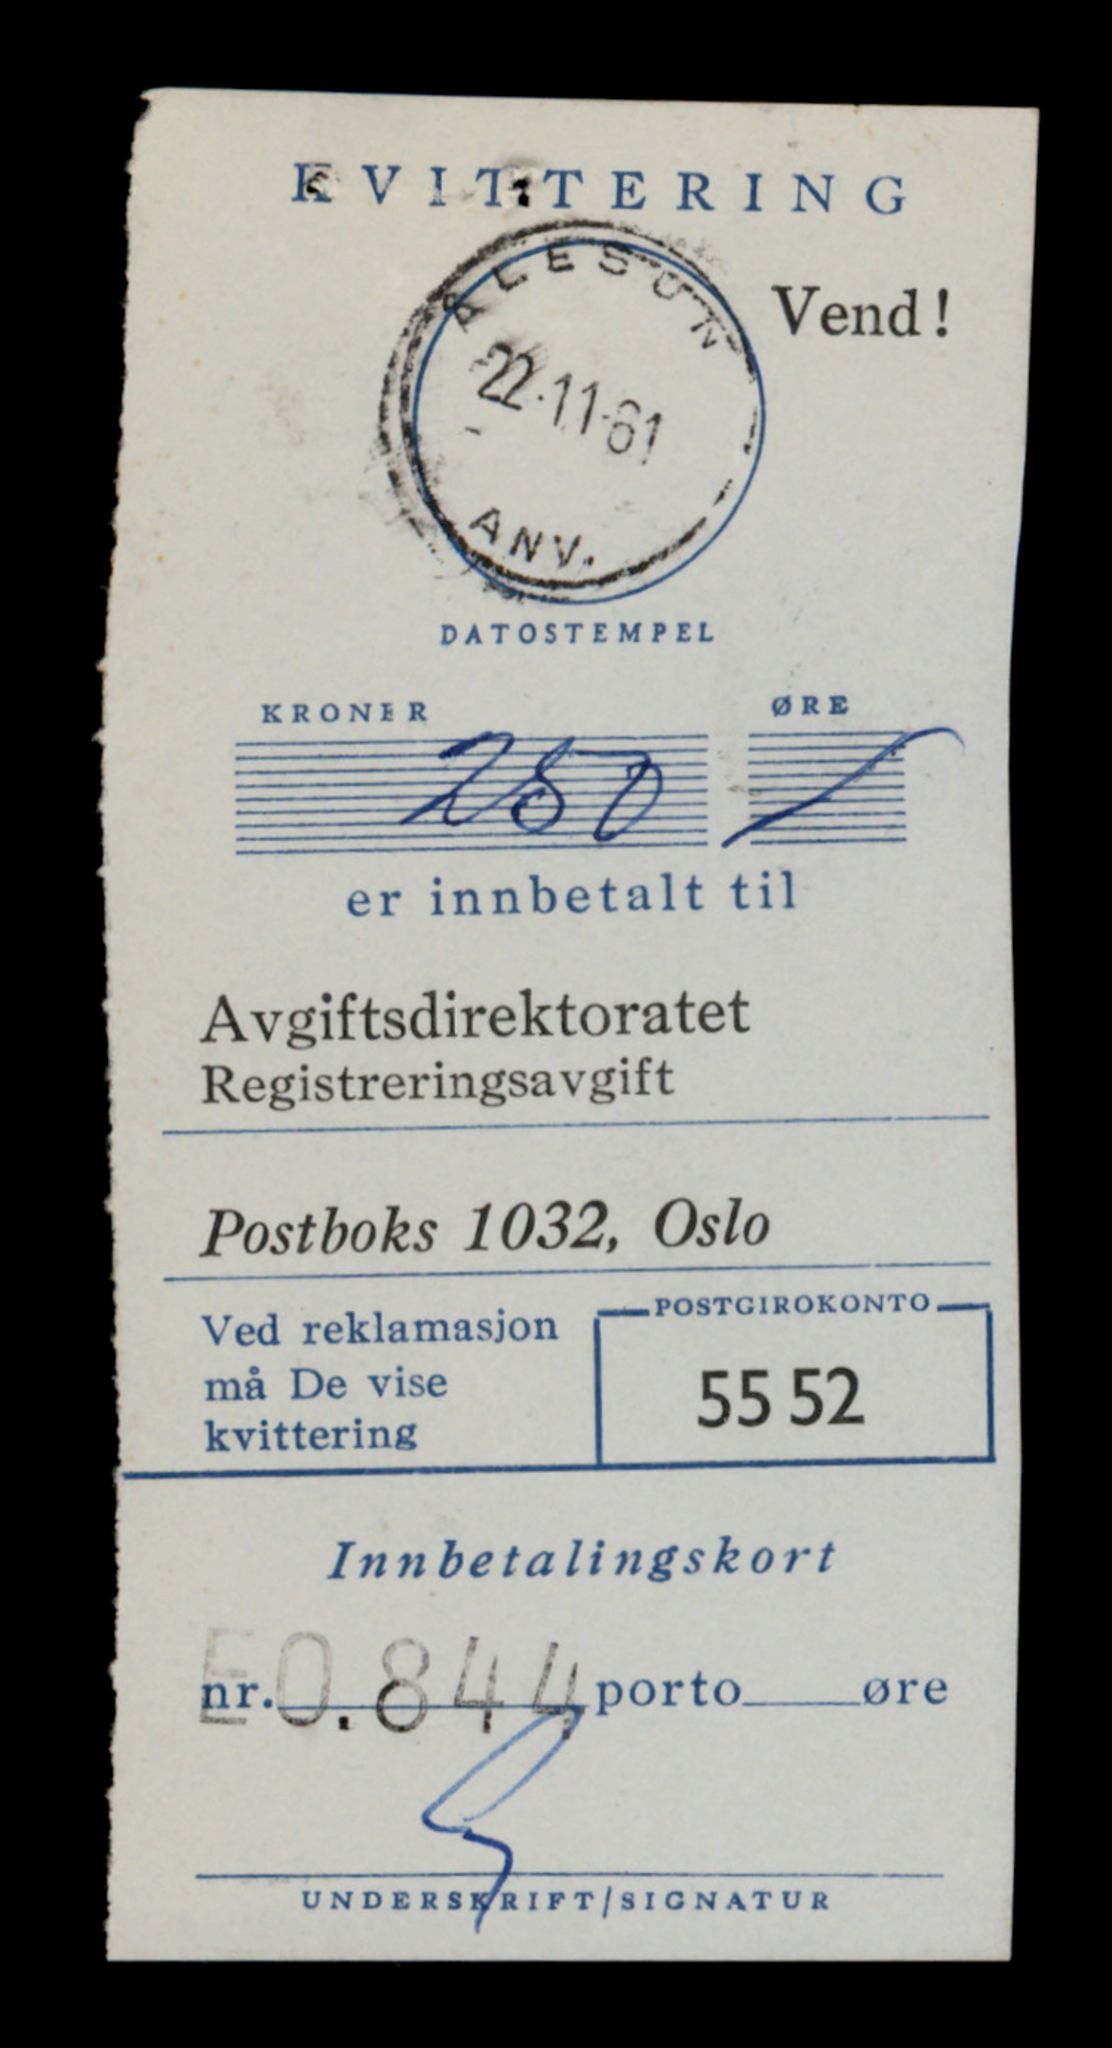 KVITTERING
Vend!
ÅLESUN
22.11.61
ANV.
DATOSTEMPEL
KRONER ØRE
250
er innbetalt til
Avgiftsdirektoratet
Registreringsavgift
Postboks 1032, Oslo
Ved reklamasjon
må De vise
kvittering
POSTGIROKONTO
55 52
Innbetalingskort
nr. E0.844 porto øre
UNDERSKRIFT/SIGNATUR